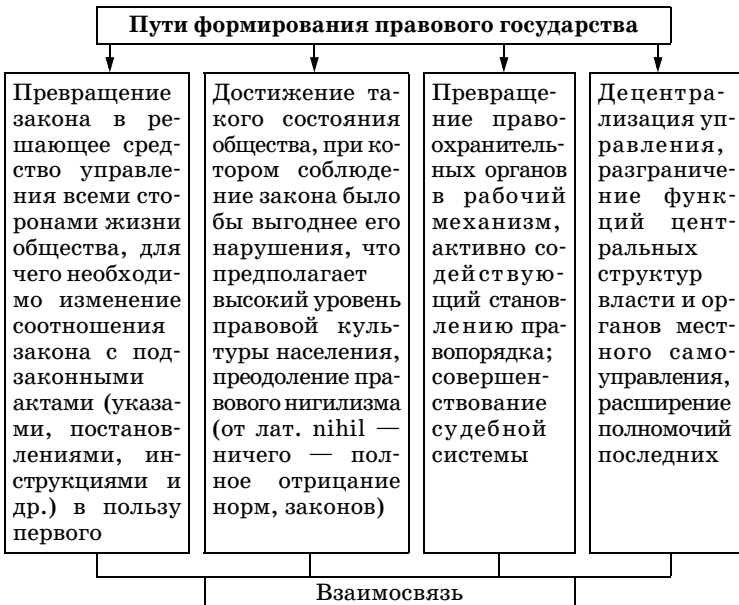 Пути формирования правового государства
Превращение
закона в ре-
шающее сред-
ство управле-
ния всеми сто-
ронами жизни
общества, для
чего необходи-
мо изменение
соотношения
закона с под-
законными
актами (указа-
ми, постанов-
лениями, ин-
струкциями и
др.) в пользу
первого
Достижение та-
кого состояния
общества, при ко-
тором соблюде-
ние закона было
бы выгоднее его
нарушения, что
предполагает
высокий уровень
правовой куль-
туры населения,
преодоление пра-
вового нигилизма
(от лат. nihil —
ничего — пол-
ное отрицание
норм, законов)
Превраще-
ние право-
охранитель-
ных органов
в рабочий
механизм,
активно со-
действую-
щий станов-
лению пра-
вопорядка;
совершен-
ствование
судебной
системы
Децентра-
лизация уп-
равления,
разграниче-
ние функ-
ций цент-
ральных
структур
власти и ор-
ганов мест-
ного само-
управления,
расширение
полномочий
последних
Взаимосвязь